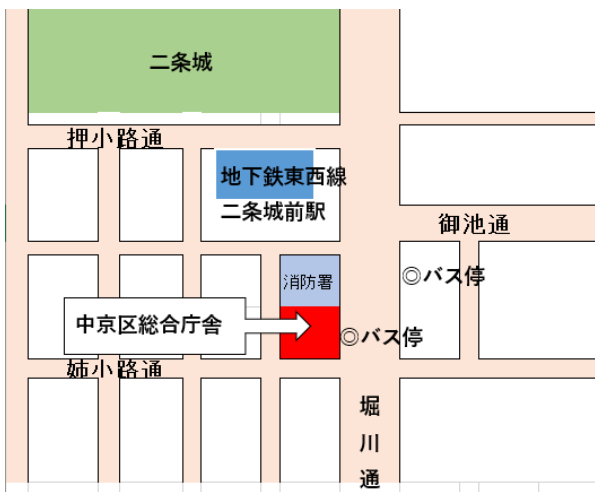 二条城
押小路通
地下鉄東西線
二条城前駅
御池通
消防署
◎バス停
中京区総合庁舎
◎バス停
姉小路通
堀
川
通